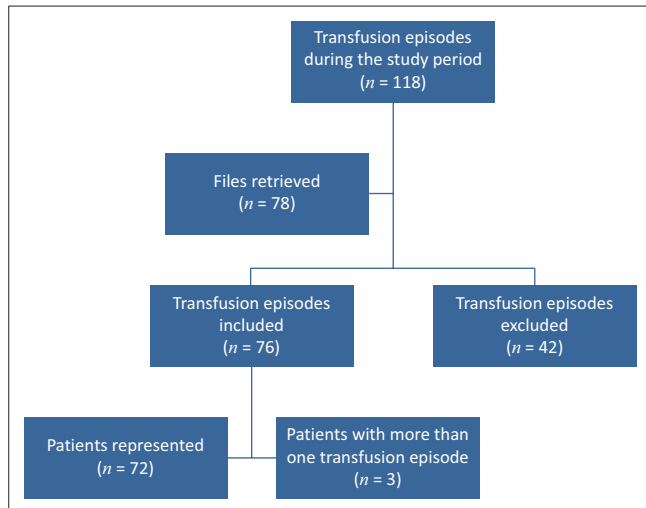 Transfusion episodes
during the study period
(n = 118)
Files retrieved
(n = 78)
Transfusion episodes
included
(n = 76)
Transfusion episodes
excluded
(n = 42)
Patients represented
(n = 72)
Patients with more than
one transfusion episode
(n = 3)